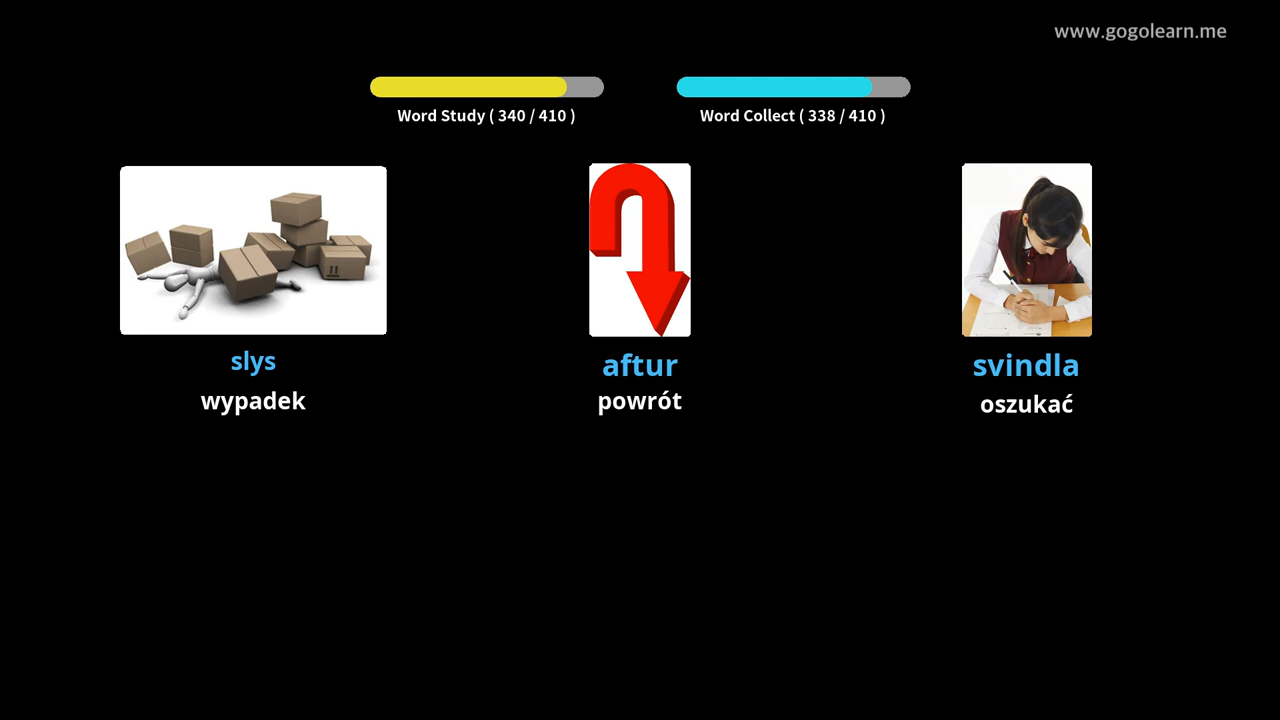 www.gogolearn.me
Word Study ( 340 / 410 )
Word Collect ( 338 / 410 )
slys
wypadek
aftur
powrót
svindla
oszukać